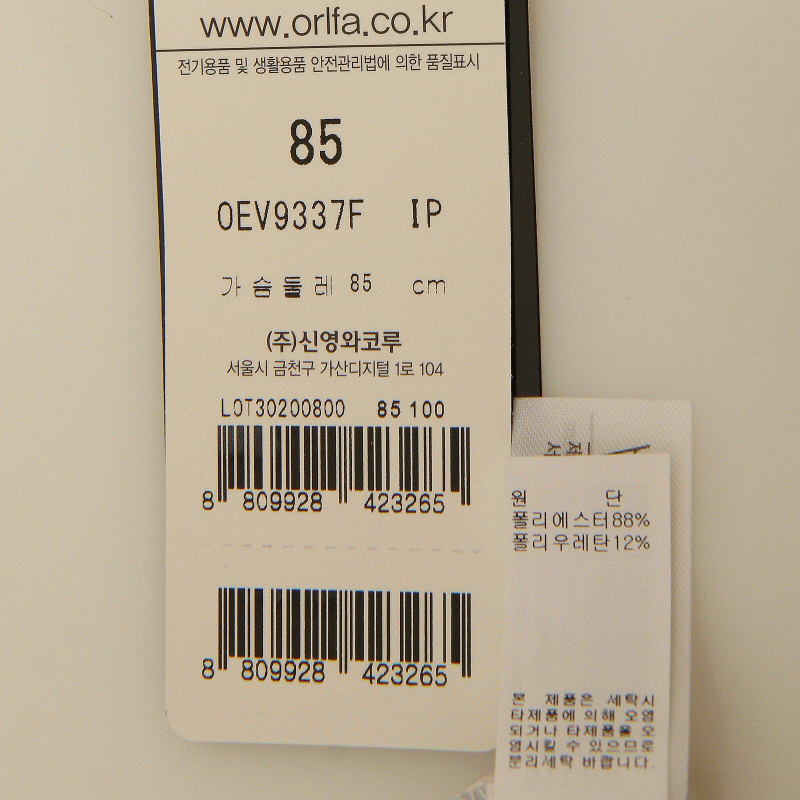 www.orlfa.co.kr
전기용품 및 생활용품 안전관리법에 의한 품질표시
85
OEV9337F IP
가슴둘레 85 cm
(주)신영와코루
서울시 금천구 가산디지털 1로 104
LOT30200800 85 100
8 809928 423265
8 809928 423265
원 단
폴리에스터88%
폴리우레탄12%
본 제품은 세탁시
타제품에 의해 오염
되거나 타제품을 오
염시킬 수 있으므로
분리세탁 바랍니다.